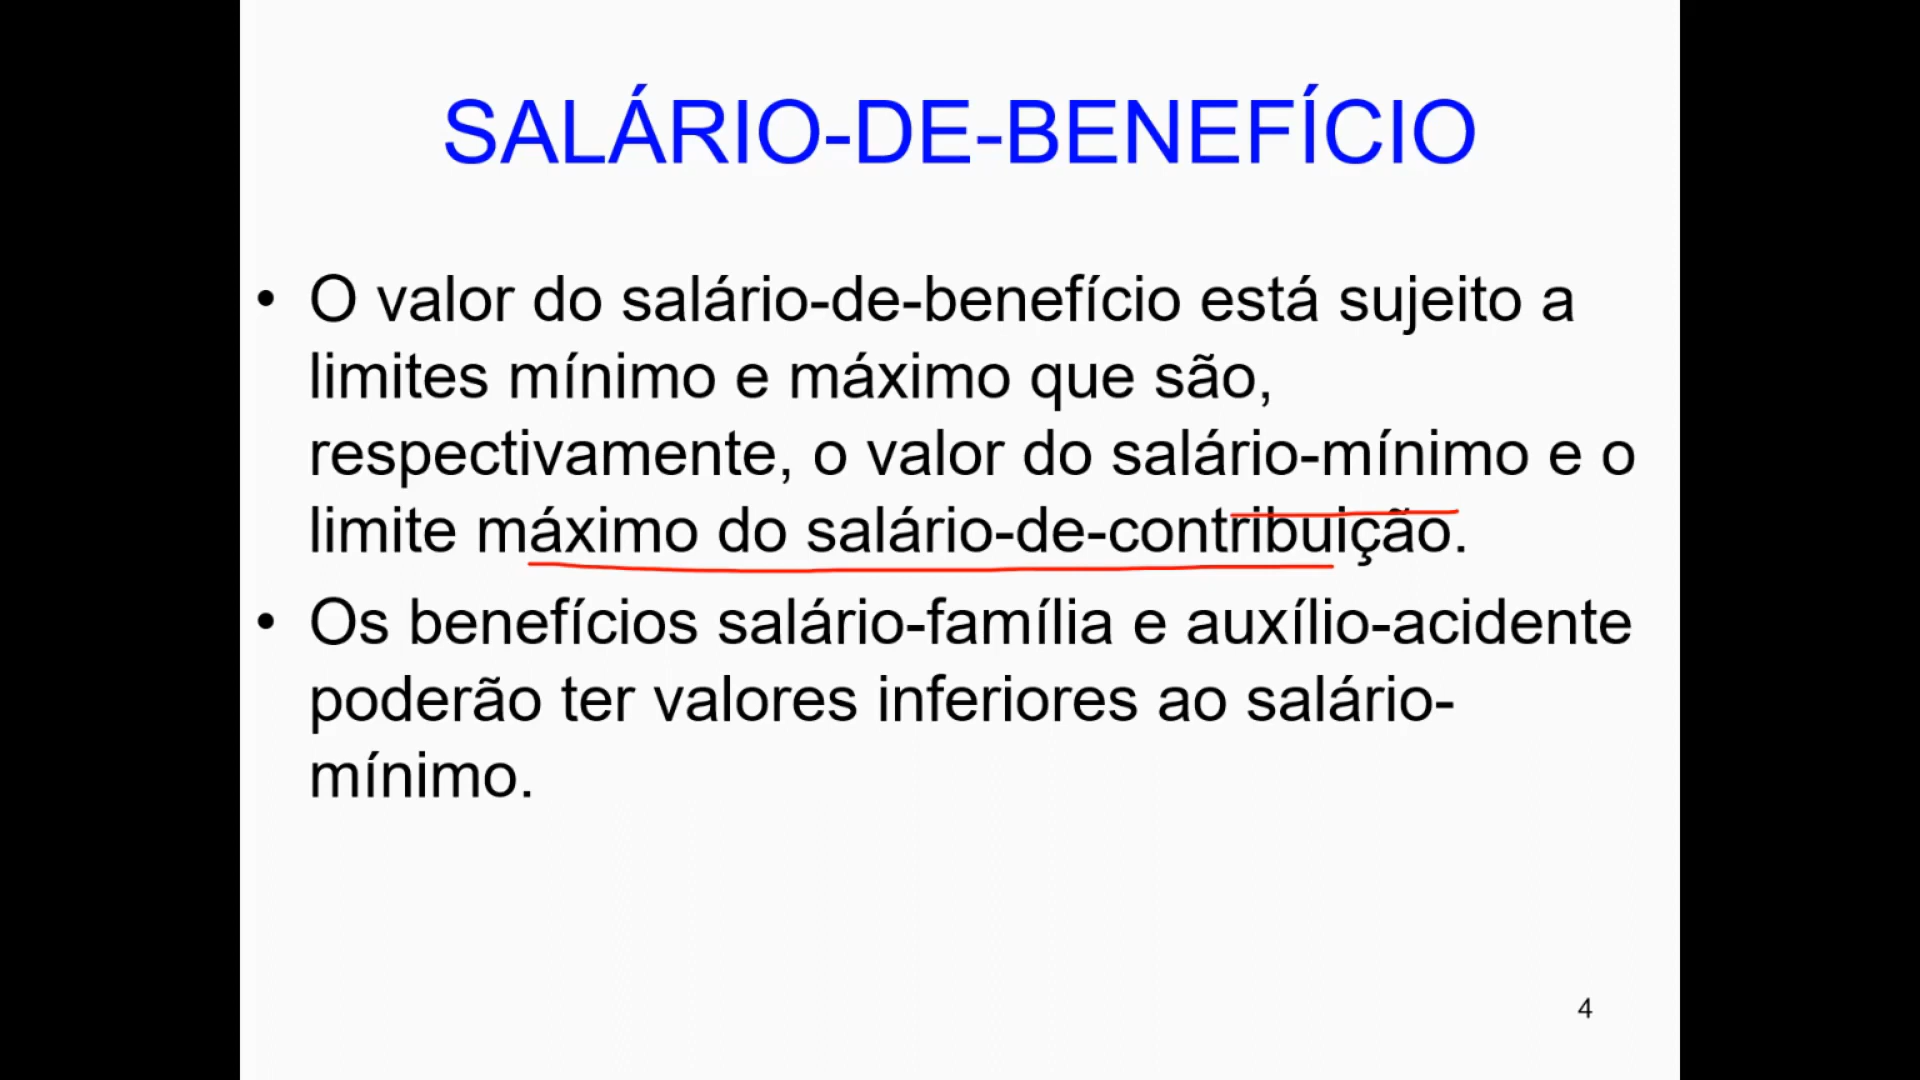 SALÁRIO-DE-BENEFÍCIO
• O valor do salário-de-benefício está sujeito a
limites mínimo e máximo que são,
respectivamente, o valor do salário-mínimo e o
limite máximo do salário-de-contribuição.
• Os benefícios salário-família e auxílio-acidente
poderão ter valores inferiores ao salário-
mínimo.
4